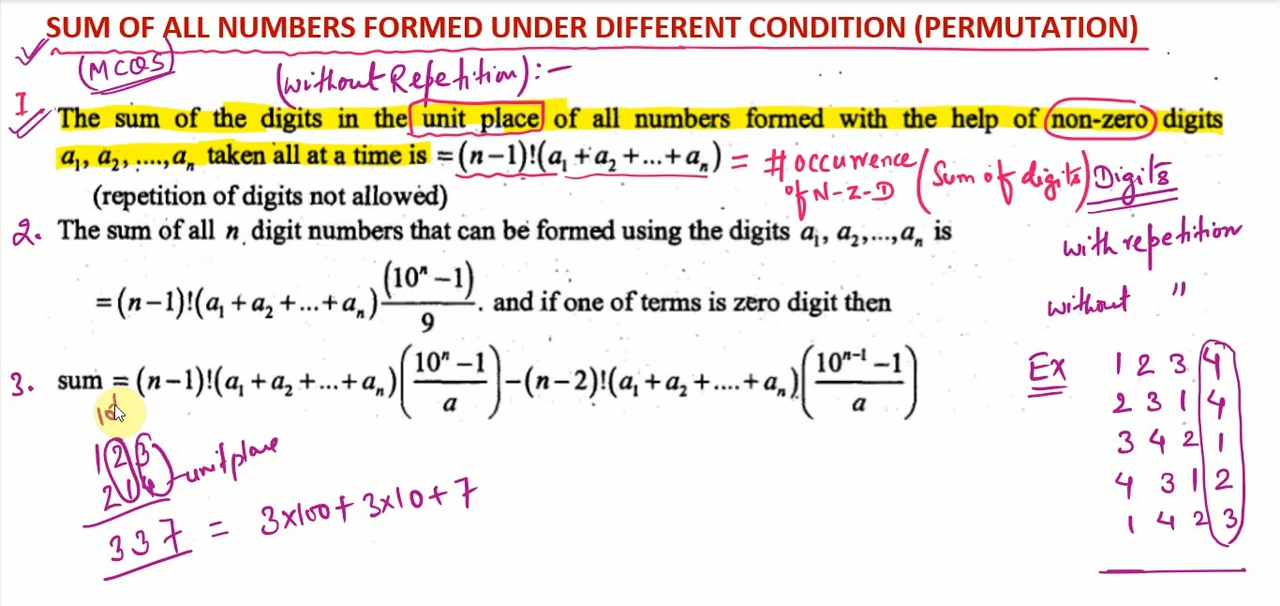 SUM OF ALL NUMBERS FORMED UNDER DIFFERENT CONDITION (PERMUTATION)
(MCQS)
(without Repetition):-
I The sum of the digits in the unit place of all numbers formed with the help of non-zero digits
a₁, a₂, ...., aₙ taken all at a time is = (n−1)!(a₁ + a₂ + ... + aₙ) = # occurrence of N-Z-D (Sum of digits) Digits
(repetition of digits not allowed)
2. The sum of all n digit numbers that can be formed using the digits a₁, a₂, ..., aₙ is
with repetition
= (n−1)!(a₁ + a₂ + ... + aₙ) (10ⁿ −1)/9 . and if one of terms is zero digit then
without "
3. sum = (n−1)!(a₁ + a₂ + ... + aₙ) ((10ⁿ −1)/a) − (n−2)!(a₁ + a₂ + .... + aₙ) ((10ⁿ⁻¹ −1)/a)
Ex 1 2 3 4
2 3 1 4
3 4 2 1
4 3 1 2
1 4 2 3
1 2 3
2 1 4 unit place
3 3 7 = 3×100 + 3×10 + 7